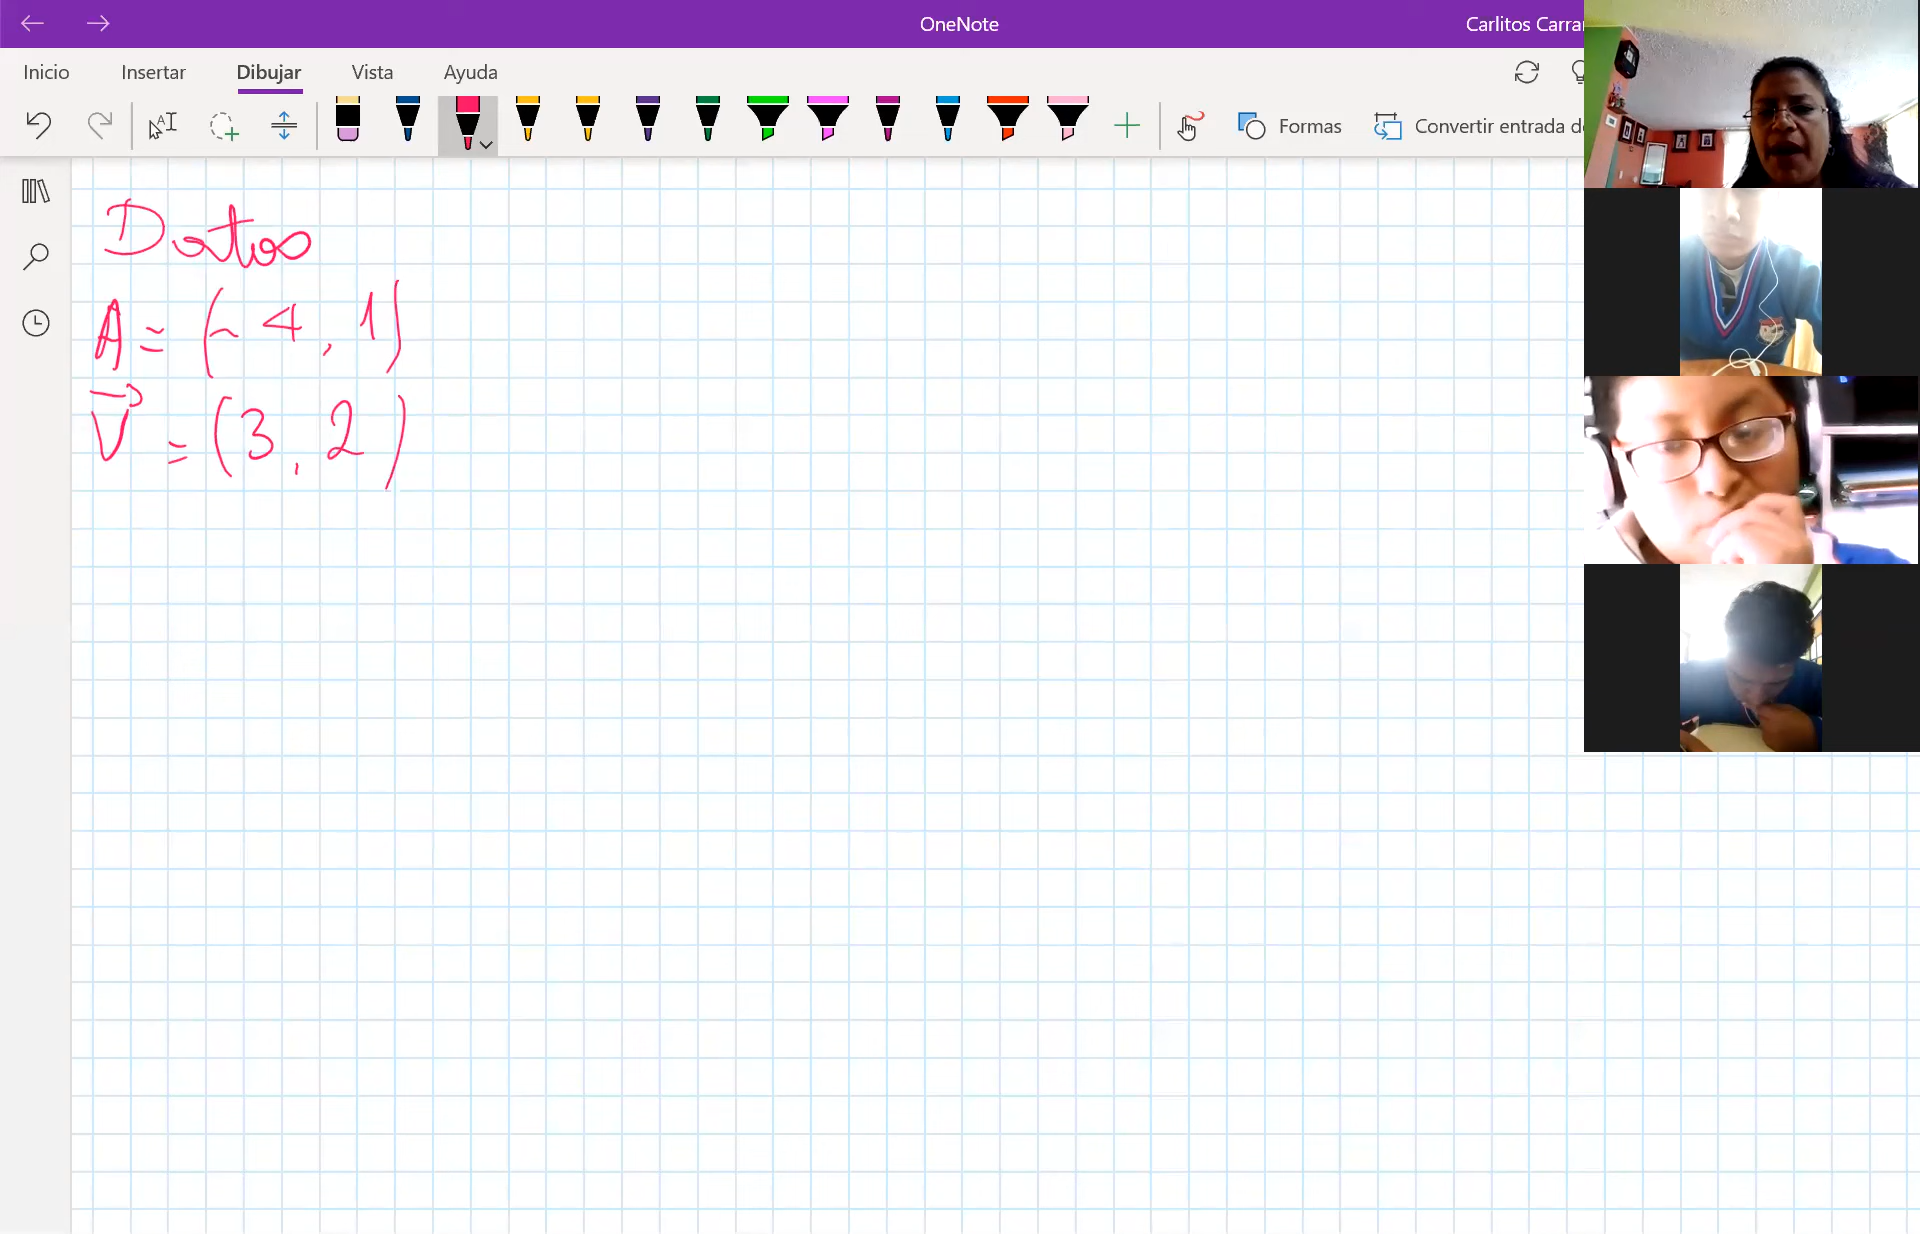 OneNote
Carlitos Carra
Inicio Insertar Dibujar Vista Ayuda
Formas Convertir entrada d
Datos
A = (-4, 1)
V⃗ = (3, 2)